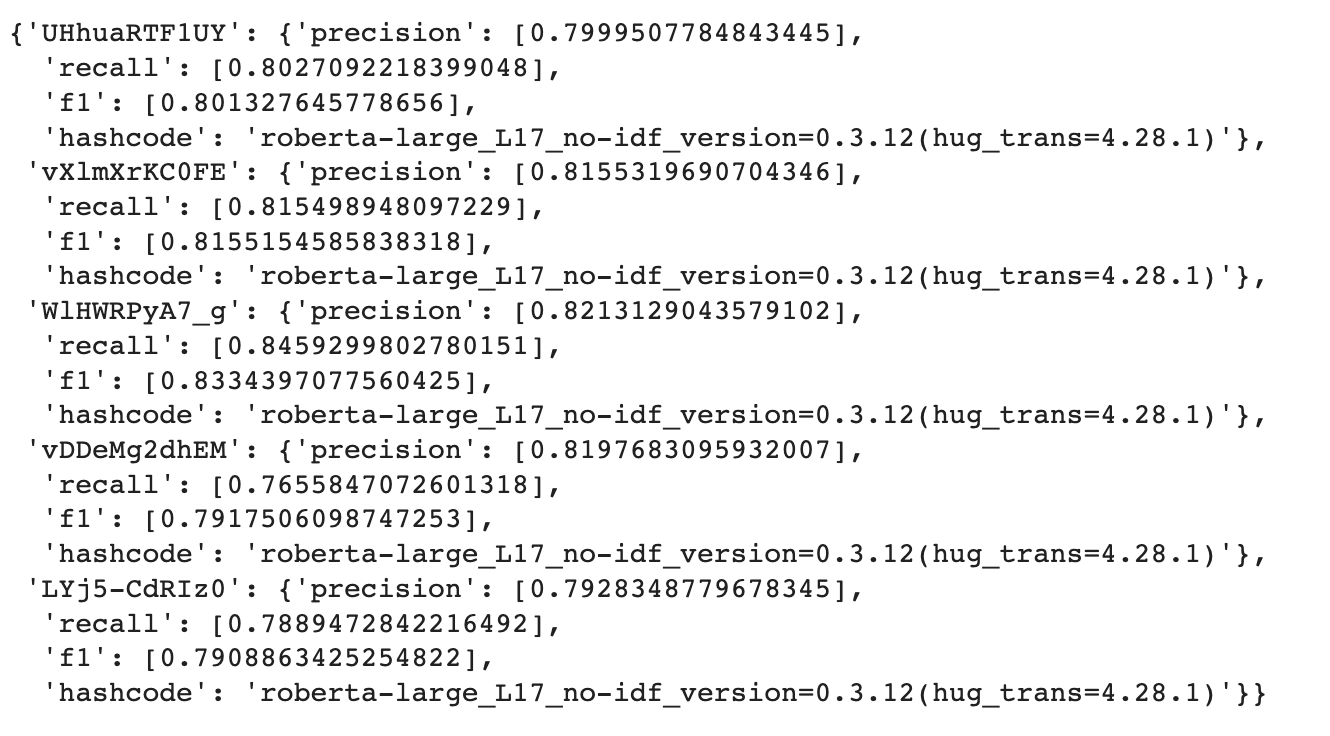 {'UHhuaRTF1UY': {'precision': [0.7999507784843445],
'recall': [0.8027092218399048],
'f1': [0.801327645778656],
'hashcode': 'roberta-large_L17_no-idf_version=0.3.12(hug_trans=4.28.1)'},
'vXlmXrKC0FE': {'precision': [0.8155319690704346],
'recall': [0.815498948097229],
'f1': [0.8155154585838318],
'hashcode': 'roberta-large_L17_no-idf_version=0.3.12(hug_trans=4.28.1)'},
'WlHWRPyA7_g': {'precision': [0.8213129043579102],
'recall': [0.8459299802780151],
'f1': [0.8334397077560425],
'hashcode': 'roberta-large_L17_no-idf_version=0.3.12(hug_trans=4.28.1)'},
'vDDeMg2dhEM': {'precision': [0.8197683095932007],
'recall': [0.7655847072601318],
'f1': [0.7917506098747253],
'hashcode': 'roberta-large_L17_no-idf_version=0.3.12(hug_trans=4.28.1)'},
'LYj5-CdRIz0': {'precision': [0.7928348779678345],
'recall': [0.7889472842216492],
'f1': [0.7908863425254822],
'hashcode': 'roberta-large_L17_no-idf_version=0.3.12(hug_trans=4.28.1)'}}